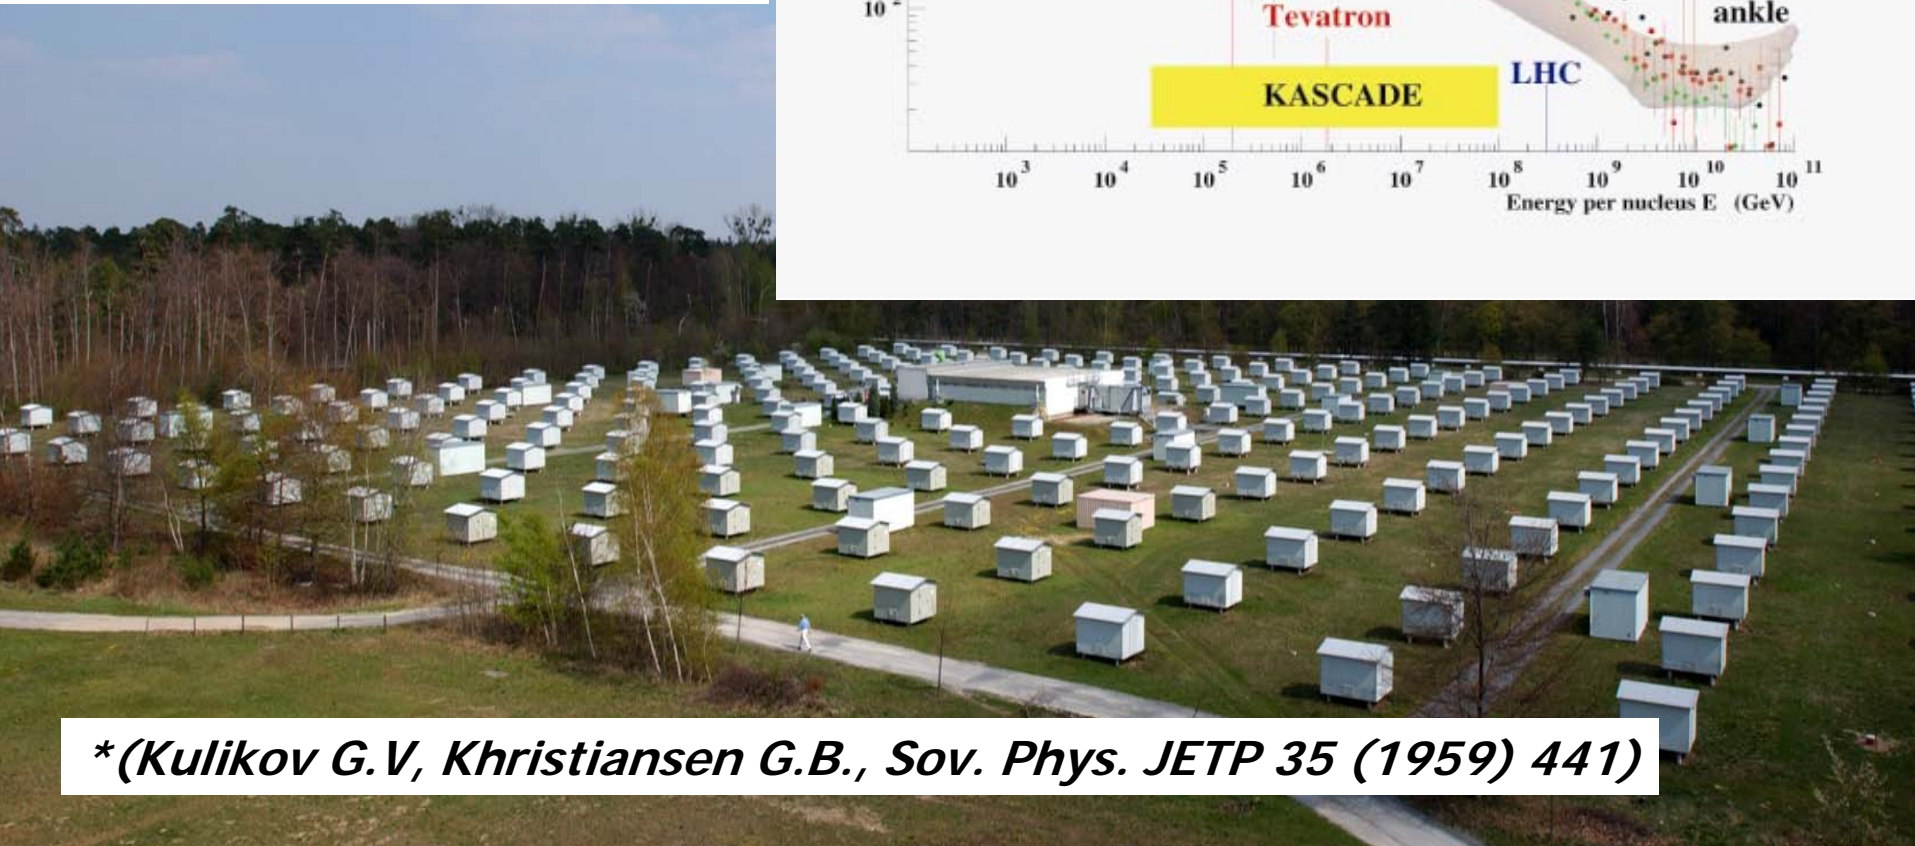 10 2
Tevatron
ankle
LHC
KASCADE
10 3 10 4 10 5 10 6 10 7 10 8 10 9 10 10 10 11
Energy per nucleus E (GeV)
*(Kulikov G.V, Khristiansen G.B., Sov. Phys. JETP 35 (1959) 441)